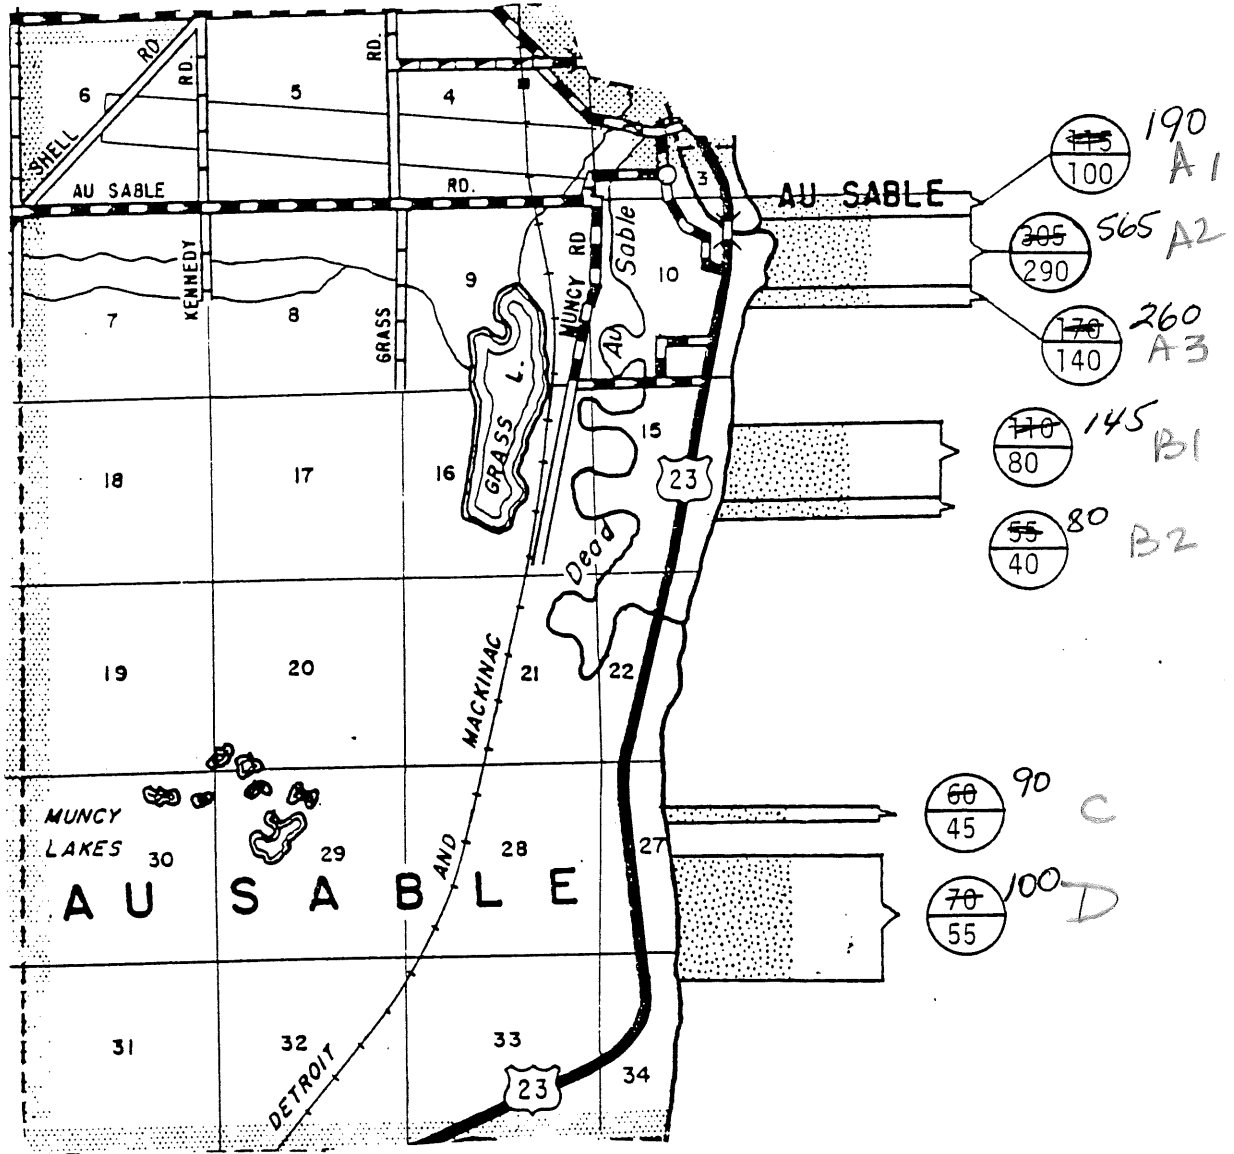 RD
RD.
RD.
6
5
4
SHELL
AU SABLE RD.
3
AU SABLE
115
100
190
A1
KENNEDY
GRASS
MUNCY RD
Au Sable
7
8
9
10
305
290
565
A2
170
140
260
A3
GRASS L.
18
17
16
15
23
110
80
145
B1
55
40
80
B2
Dead
19
20
21
22
DETROIT AND MACKINAC
MUNCY
LAKES
30
29
28
27
60
45
90
C
AU SABLE
70
55
100
D
31
32
33
34
23